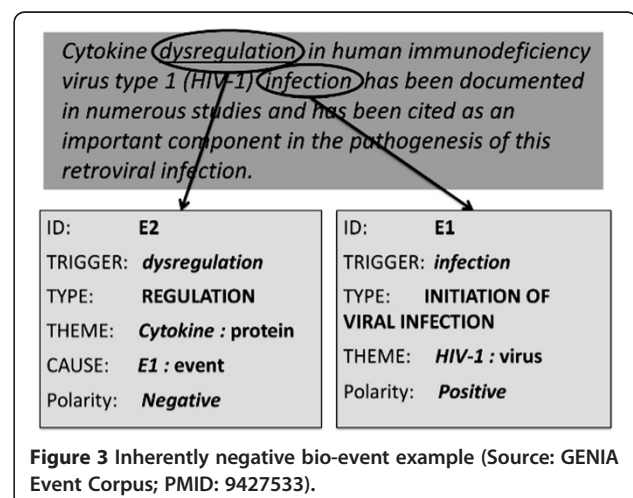 Cytokine dysregulation in human immunodeficiency
virus type 1 (HIV-1) infection has been documented
in numerous studies and has been cited as an
important component in the pathogenesis of this
retroviral infection.
ID: E2
TRIGGER: dysregulation
TYPE: REGULATION
THEME: Cytokine : protein
CAUSE: E1 : event
Polarity: Negative
ID: E1
TRIGGER: infection
TYPE: INITIATION OF
VIRAL INFECTION
THEME: HIV-1 : virus
Polarity: Positive
Figure 3 Inherently negative bio-event example (Source: GENIA
Event Corpus; PMID: 9427533).